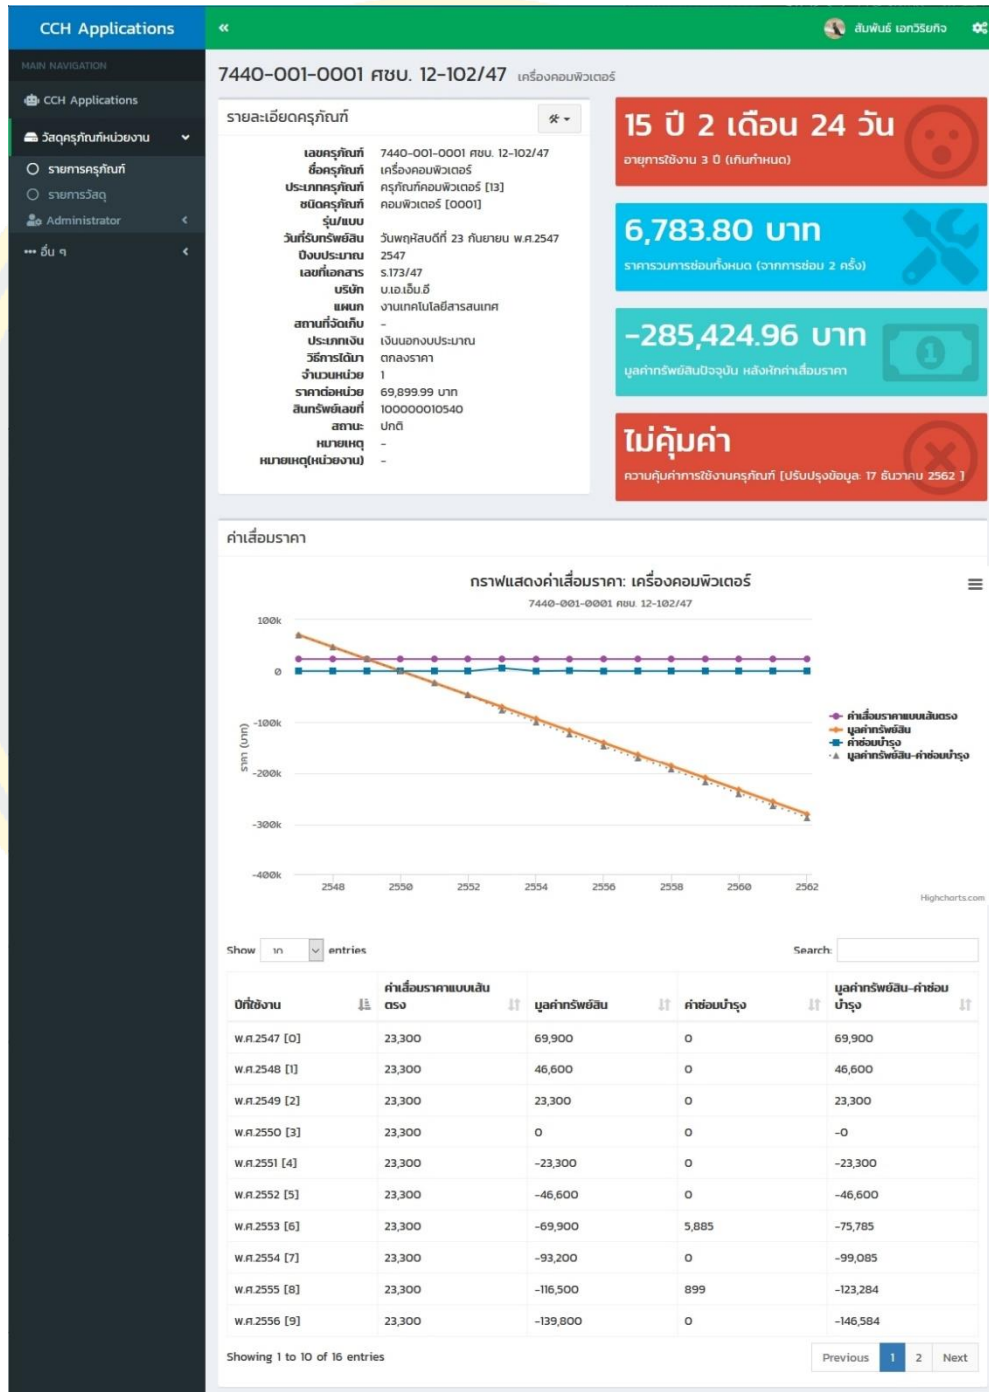 CCH Applications
«
สัมพันธ์ เอกวิริยกิจ
MAIN NAVIGATION
CCH Applications
วัสดุครุภัณฑ์หน่วยงาน
รายการครุภัณฑ์
รายการวัสดุ
Administrator
อื่น ๆ
7440-001-0001 ศชบ. 12-102/47 เครื่องคอมพิวเตอร์
รายละเอียดครุภัณฑ์
เลขครุภัณฑ์ 7440-001-0001 ศชบ. 12-102/47
ชื่อครุภัณฑ์ เครื่องคอมพิวเตอร์
ประเภทครุภัณฑ์ ครุภัณฑ์คอมพิวเตอร์ [13]
ชนิดครุภัณฑ์ คอมพิวเตอร์ [0001]
รุ่น/แบบ
วันที่รับทรัพย์สิน วันพฤหัสบดีที่ 23 กันยายน พ.ศ.2547
ปีงบประมาณ 2547
เลขที่เอกสาร ร.173/47
บริษัท บ.เอ.เอ็ม.อี
แผนก งานเทคโนโลยีสารสนเทศ
สถานที่จัดเก็บ -
ประเภทเงิน เงินนอกงบประมาณ
วิธีการได้มา ตกลงราคา
จำนวนหน่วย 1
ราคาต่อหน่วย 69,899.99 บาท
สินทรัพย์เลขที่ 100000010540
สถานะ ปกติ
หมายเหตุ -
หมายเหตุ(หน่วยงาน) -
15 ปี 2 เดือน 24 วัน
อายุการใช้งาน 3 ปี (เกินกำหนด)
6,783.80 บาท
ราคารวมการซ่อมทั้งหมด (จากการซ่อม 2 ครั้ง)
-285,424.96 บาท
มูลค่าทรัพย์สินปัจจุบัน หลังหักค่าเสื่อมราคา
ไม่คุ้มค่า
ความคุ้มค่าการใช้งานครุภัณฑ์ [ปรับปรุงข้อมูล: 17 ธันวาคม 2562 ]
ค่าเสื่อมราคา
กราฟแสดงค่าเสื่อมราคา: เครื่องคอมพิวเตอร์
7440-001-0001 ศชบ. 12-102/47
ราคา (บาท)
100k
0
-100k
-200k
-300k
-400k
2548 2550 2552 2554 2556 2558 2560 2562
ค่าเสื่อมราคาแบบเส้นตรง
มูลค่าทรัพย์สิน
ค่าซ่อมบำรุง
มูลค่าทรัพย์สิน-ค่าซ่อมบำรุง
Highcharts.com
Show 10 entries Search:
ปีที่ใช้งาน ค่าเสื่อมราคาแบบเส้นตรง มูลค่าทรัพย์สิน ค่าซ่อมบำรุง มูลค่าทรัพย์สิน-ค่าซ่อมบำรุง
พ.ศ.2547 [0] 23,300 69,900 0 69,900
พ.ศ.2548 [1] 23,300 46,600 0 46,600
พ.ศ.2549 [2] 23,300 23,300 0 23,300
พ.ศ.2550 [3] 23,300 0 0 -0
พ.ศ.2551 [4] 23,300 -23,300 0 -23,300
พ.ศ.2552 [5] 23,300 -46,600 0 -46,600
พ.ศ.2553 [6] 23,300 -69,900 5,885 -75,785
พ.ศ.2554 [7] 23,300 -93,200 0 -99,085
พ.ศ.2555 [8] 23,300 -116,500 899 -123,284
พ.ศ.2556 [9] 23,300 -139,800 0 -146,584
Showing 1 to 10 of 16 entries
Previous 1 2 Next